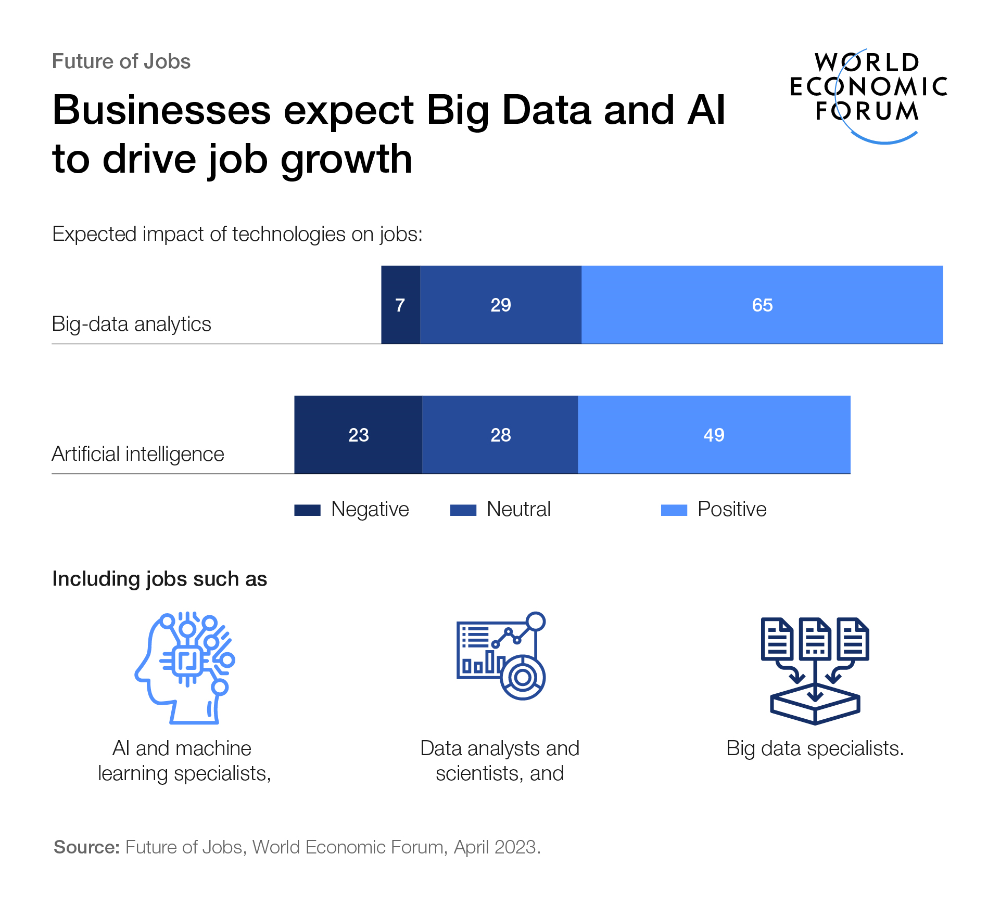 Future of Jobs
Businesses expect Big Data and AI
to drive job growth
WORLD
ECONOMIC
FORUM
Expected impact of technologies on jobs:
Big-data analytics
7 29 65
Artificial intelligence
23 28 49
Negative Neutral Positive
Including jobs such as
AI and machine
learning specialists,
Data analysts and
scientists, and
Big data specialists.
Source: Future of Jobs, World Economic Forum, April 2023.